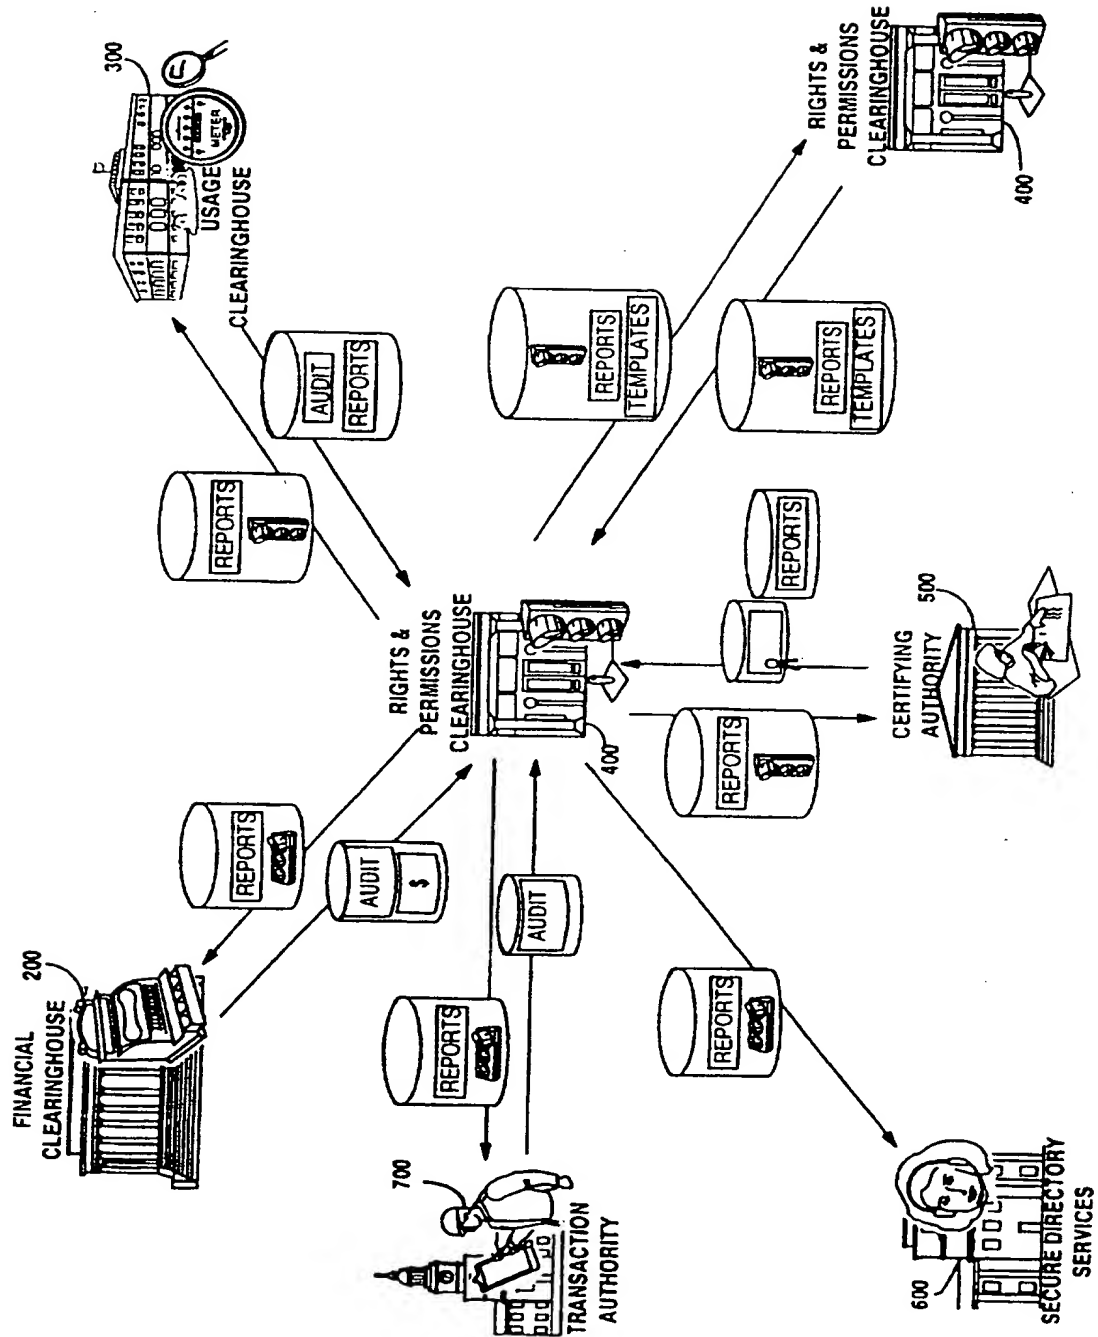 FINANCIAL
CLEARINGHOUSE
200
300
METER
USAGE
CLEARINGHOUSE
REPORTS
REPORTS
AUDIT
REPORTS
AUDIT
$
RIGHTS &
PERMISSIONS
CLEARINGHOUSE
400
700
TRANSACTION
AUTHORITY
REPORTS
AUDIT
REPORTS
TEMPLATES
REPORTS
TEMPLATES
RIGHTS &
PERMISSIONS
CLEARINGHOUSE
400
REPORTS
REPORTS
REPORTS
500
CERTIFYING
AUTHORITY
600
SECURE DIRECTORY
SERVICES